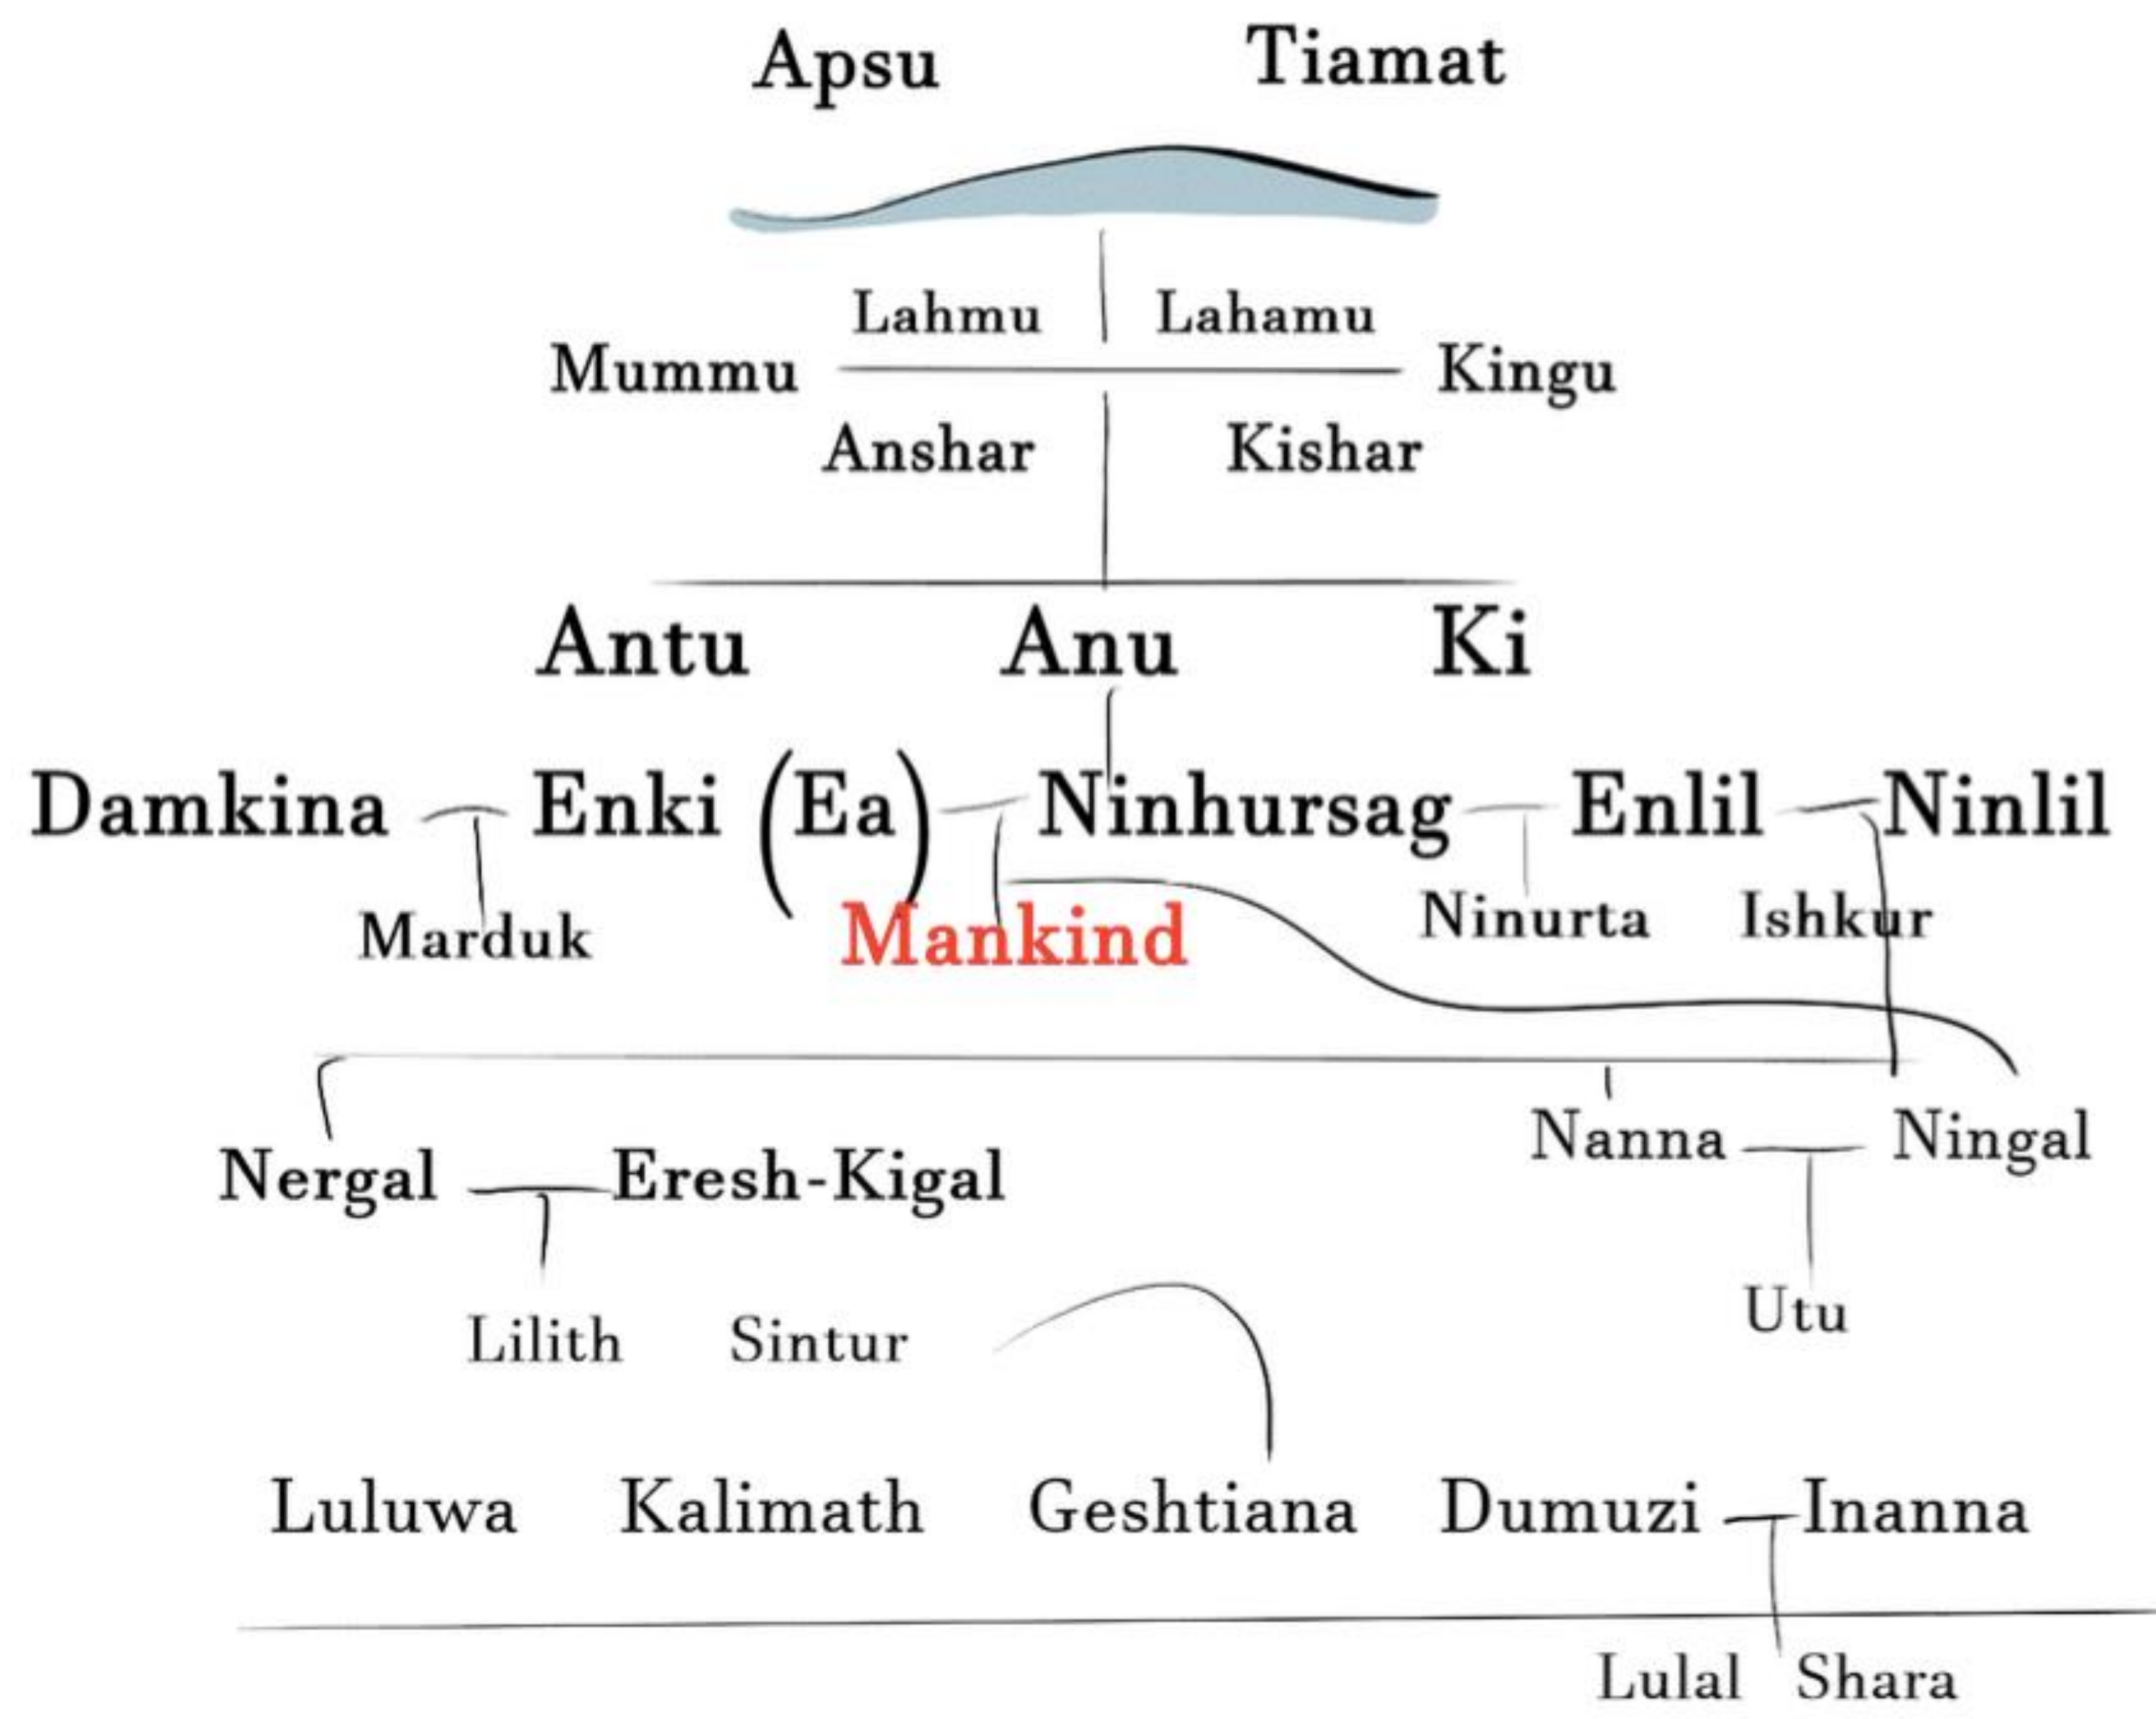 Apsu Tiamat
Lahmu Lahamu
Mummu Kingu
Anshar Kishar
Antu Anu Ki
Damkina Enki (Ea) Ninhursag Enlil Ninlil
Marduk Mankind Ninurta Ishkur
Nergal Eresh-Kigal Nanna Ningal
Lilith Sintur Utu
Luluwa Kalimath Geshtiana Dumuzi Inanna
Lulal Shara